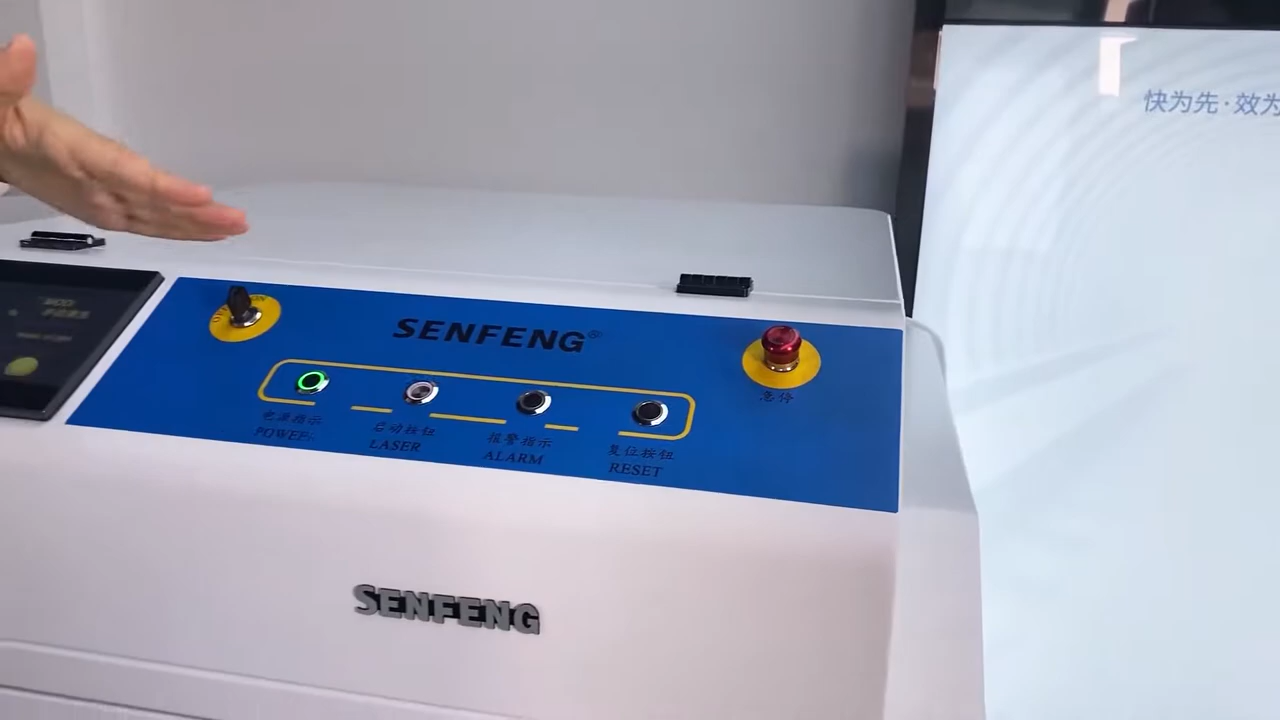 快为先·效为
SENFENG®
急停
电源指示
POWER
启动按钮
LASER
报警指示
ALARM
复位按钮
RESET
SENFENG